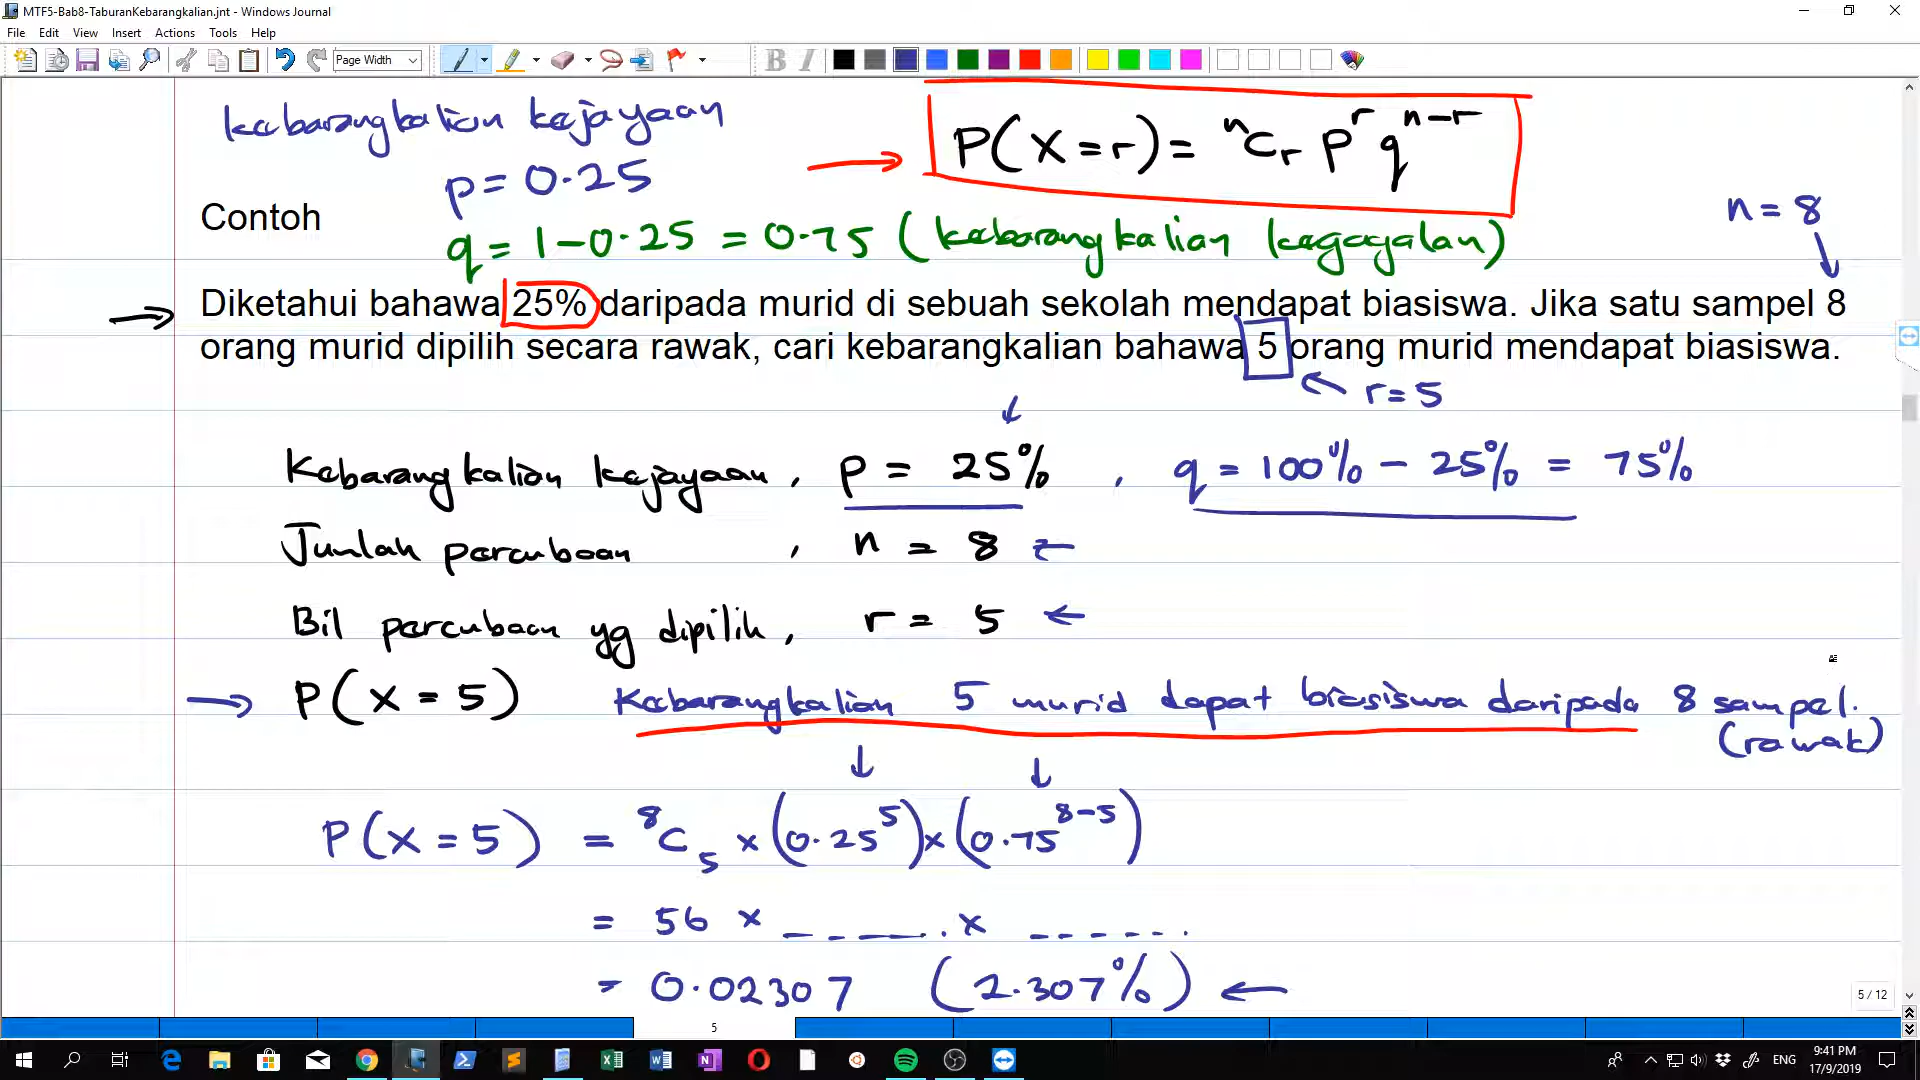 MTF5-Bab8-TaburanKebarangkalian.jnt - Windows Journal
File Edit View Insert Actions Tools Help
Page Width
B I
kebarangkalian kejayaan
p = 0.25
P(X=r) = ⁿCᵣ pʳ qⁿ⁻ʳ
Contoh
q = 1-0.25 = 0.75 (kebarangkalian kegagalan)
n = 8
Diketahui bahawa 25% daripada murid di sebuah sekolah mendapat biasiswa. Jika satu sampel 8
orang murid dipilih secara rawak, cari kebarangkalian bahawa 5 orang murid mendapat biasiswa.
r = 5
Kebarangkalian kejayaan, p = 25%, q = 100% - 25% = 75%
Jumlah percubaan, n = 8
Bil percubaan yg dipilih, r = 5
P(X = 5) Kebarangkalian 5 murid dapat biasiswa daripada 8 sampel.
(rawak)
P(X = 5) = ⁸C₅ × (0.25⁵) × (0.75⁸⁻⁵)
= 56 × _ _ ___. × _ _ _ _ _ _.
= 0.02307 (2.307%)
5 / 12
5
ENG
9:41 PM
17/9/2019